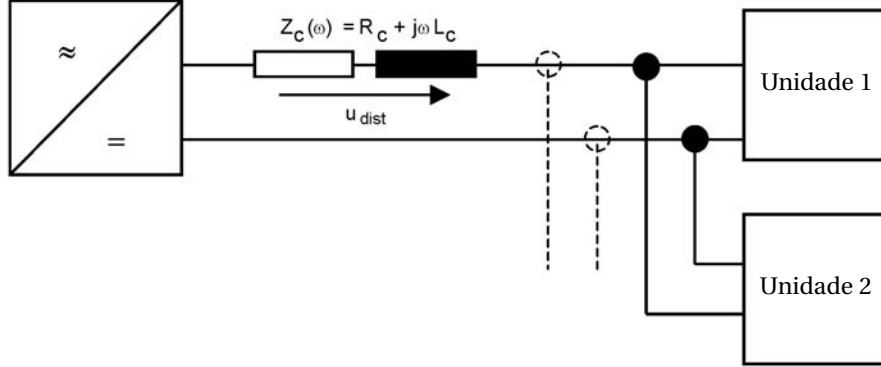 Z_c(ω) = R_c + jω L_c
≈
Unidade 1
u_dist
=
Unidade 2